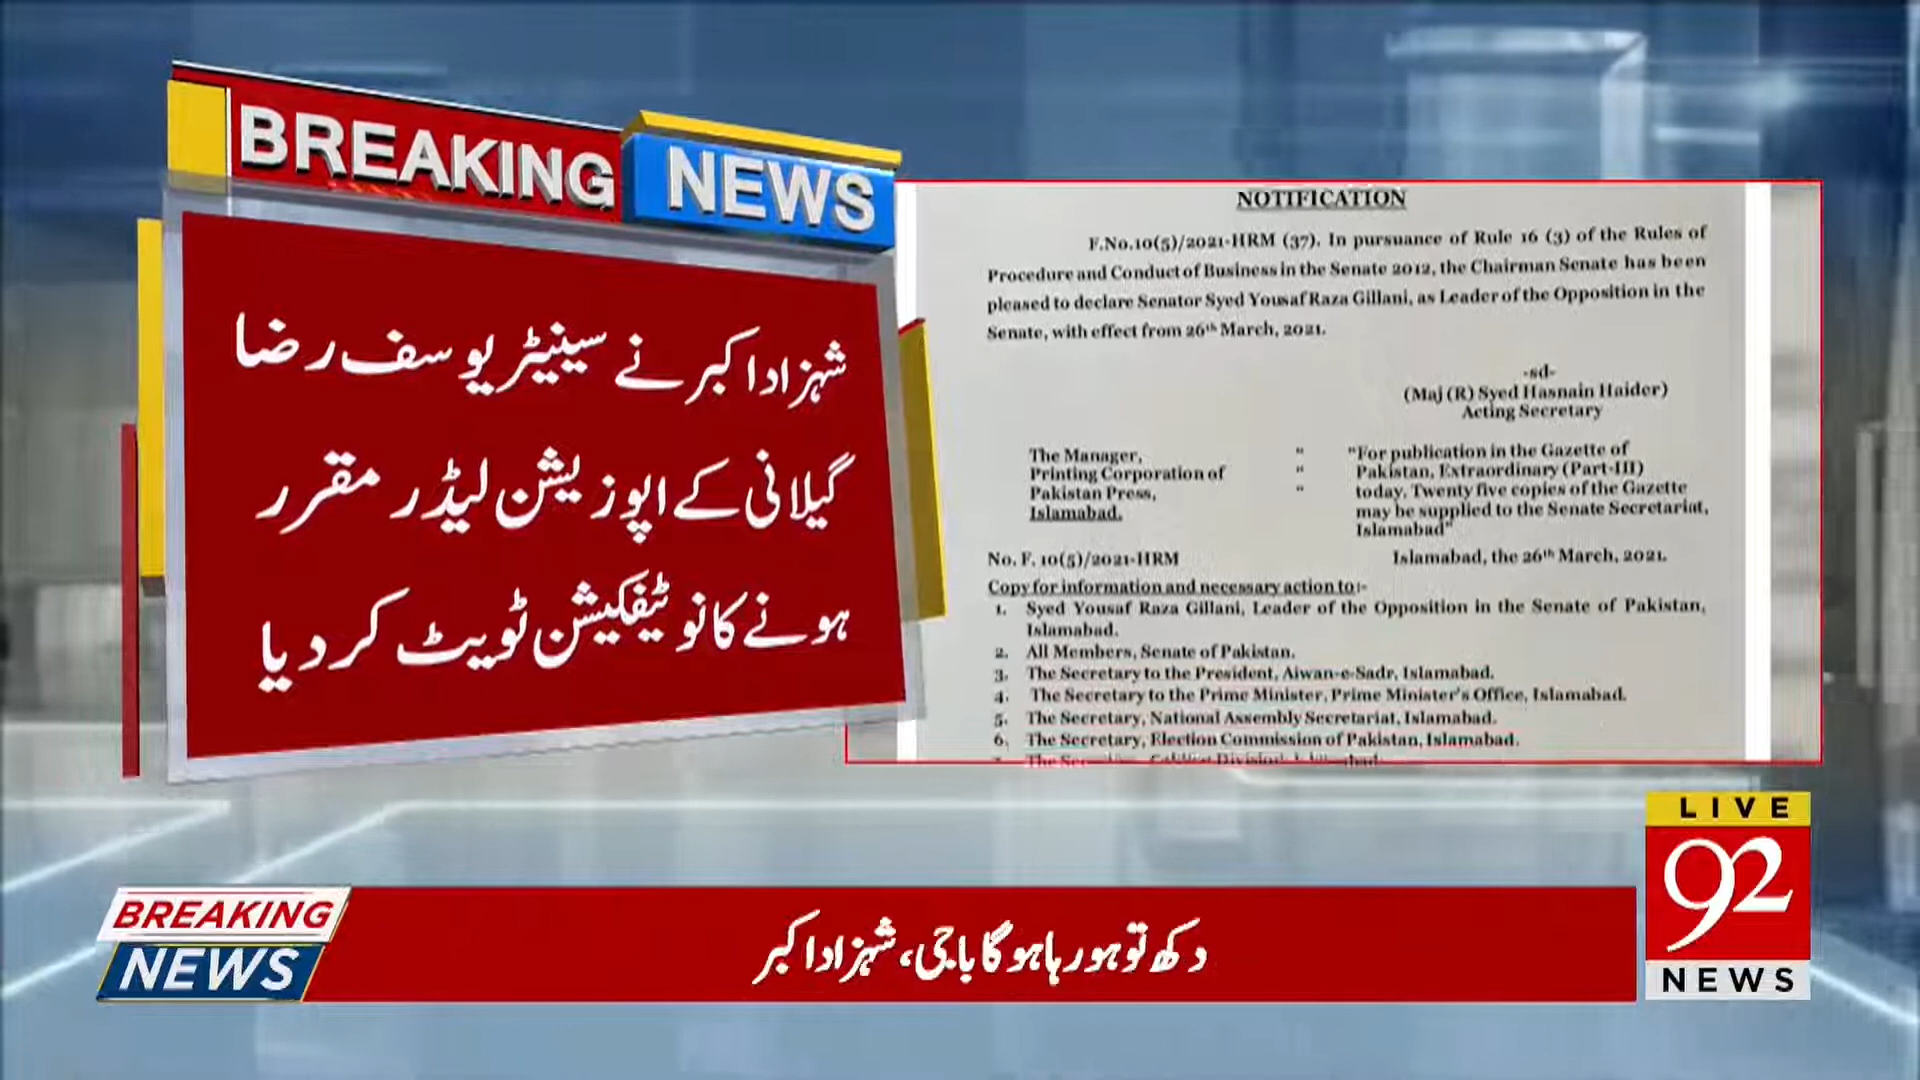 BREAKING NEWS
شہزاد اکبر نے سینیٹر یوسف رضا
گیلانی کے اپوزیشن لیڈر مقرر
ہونے کا نوٹیفکیشن ٹویٹ کر دیا
NOTIFICATION
F.No.10(5)/2021-HRM (37). In pursuance of Rule 16 (3) of the Rules of
Procedure and Conduct of Business in the Senate 2012, the Chairman Senate has been
pleased to declare Senator Syed Yousaf Raza Gillani, as Leader of the Opposition in the
Senate, with effect from 26th March, 2021.
-sd-
(Maj (R) Syed Hasnain Haider)
Acting Secretary
The Manager, " "For publication in the Gazette of
Printing Corporation of " Pakistan, Extraordinary (Part-III)
Pakistan Press, " today. Twenty five copies of the Gazette
Islamabad. may be supplied to the Senate Secretariat,
Islamabad"
No. F. 10(5)/2021-HRM Islamabad, the 26th March, 2021.
Copy for information and necessary action to:-
1. Syed Yousaf Raza Gillani, Leader of the Opposition in the Senate of Pakistan,
Islamabad.
2. All Members, Senate of Pakistan.
3. The Secretary to the President, Aiwan-e-Sadr, Islamabad.
4. The Secretary to the Prime Minister, Prime Minister's Office, Islamabad.
5. The Secretary, National Assembly Secretariat, Islamabad.
6. The Secretary, Election Commission of Pakistan, Islamabad.
LIVE
92
NEWS
BREAKING
NEWS
دکھ تو ہو رہا ہو گا باجی، شہزاد اکبر